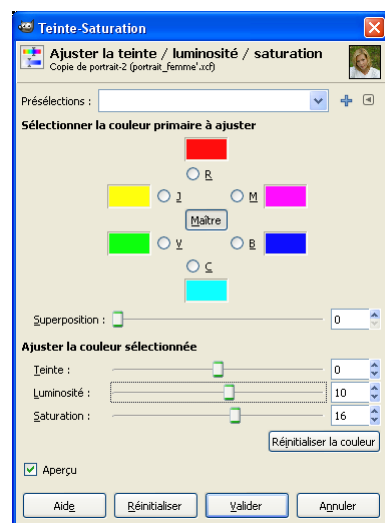 Teinte-Saturation
Ajuster la teinte / luminosité / saturation
Copie de portrait-2 (portrait_femme'.xcf)
Présélections :
Sélectionner la couleur primaire à ajuster
R
J M
Maître
V B
C
Superposition : 0
Ajuster la couleur sélectionnée
Teinte : 0
Luminosité : 10
Saturation : 16
Réinitialiser la couleur
Aperçu
Aide Réinitialiser Valider Annuler